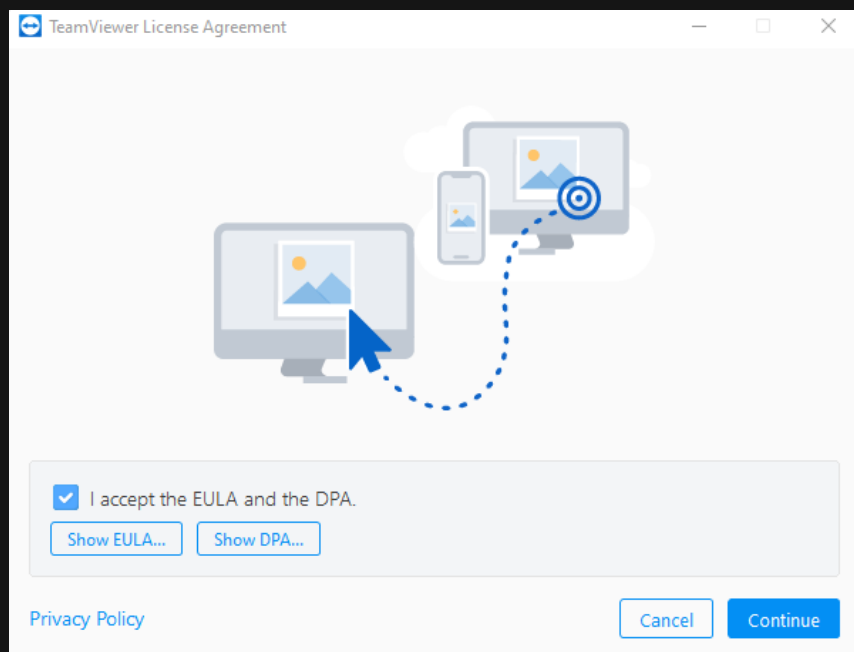 TeamViewer License Agreement
I accept the EULA and the DPA.
Show EULA... Show DPA...
Privacy Policy Cancel Continue